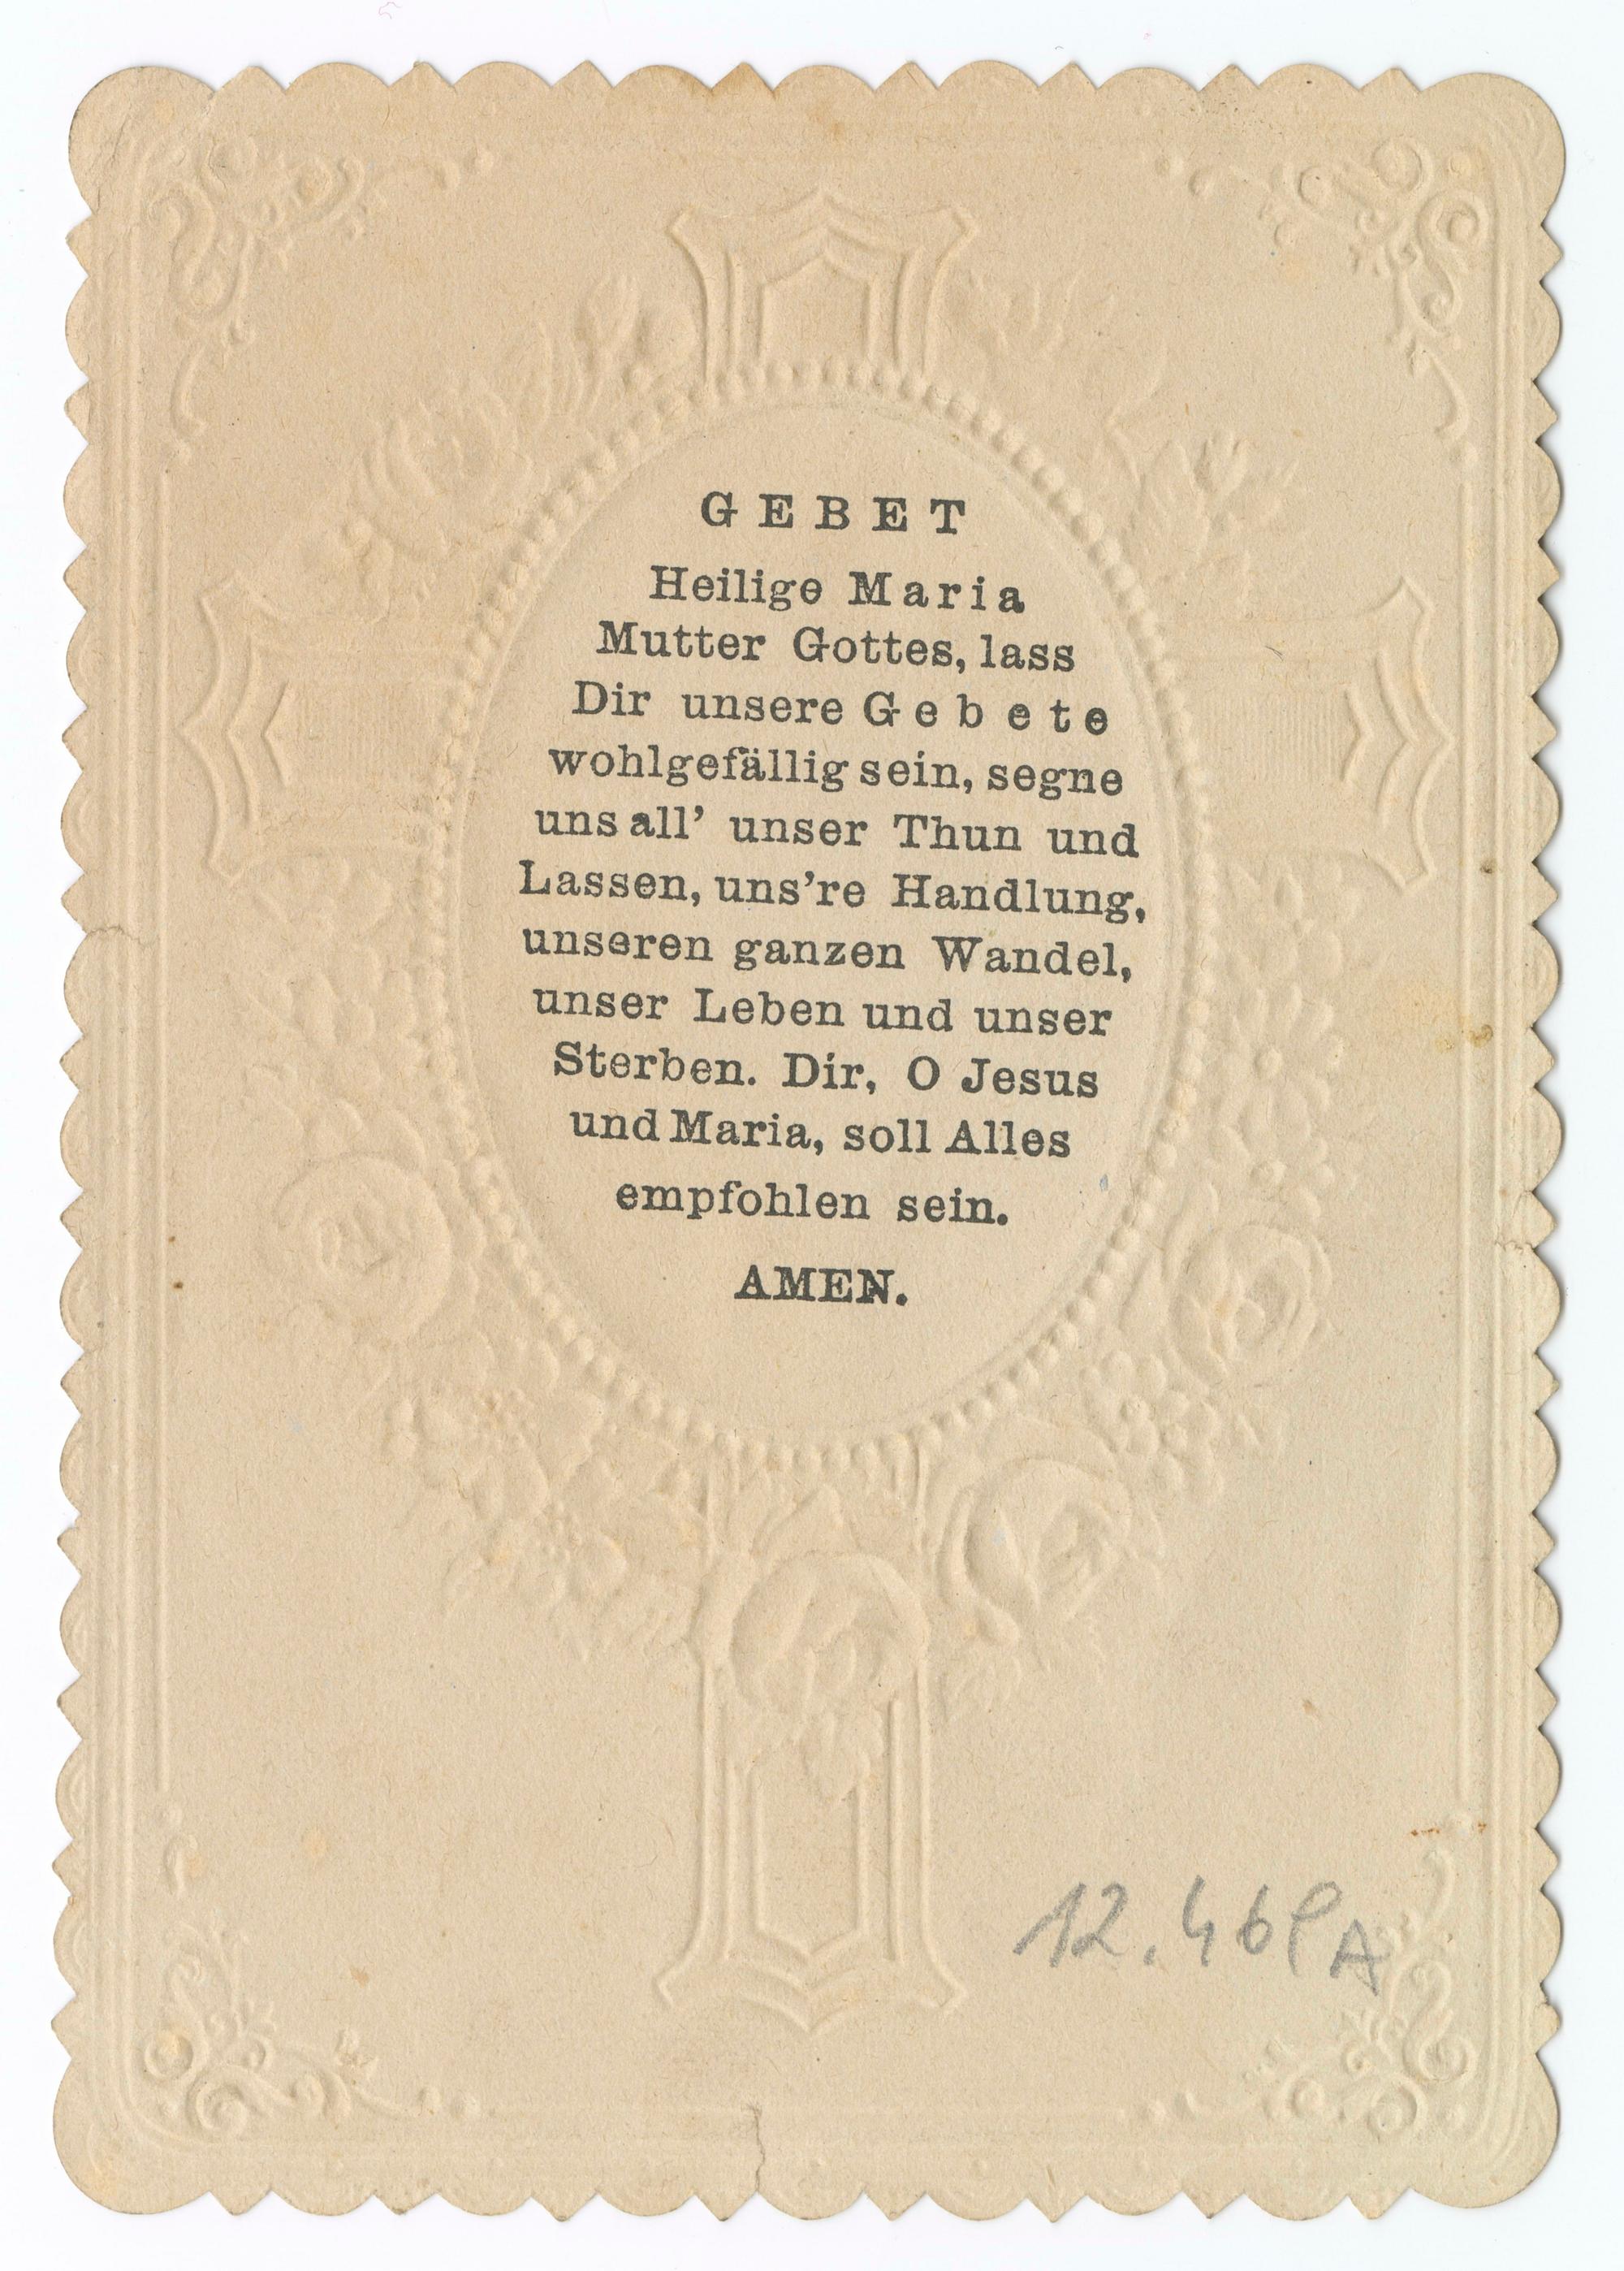 GEBET
Heilige Maria
Mutter Gottes, lass
Dir unsere Gebete
wohlgefällig sein, segne
uns all’ unser Thun und
Lassen, uns’re Handlung,
unseren ganzen Wandel,
unser Leben und unser
Sterben. Dir, O Jesus
und Maria, soll Alles
empfohlen sein.
AMEN.